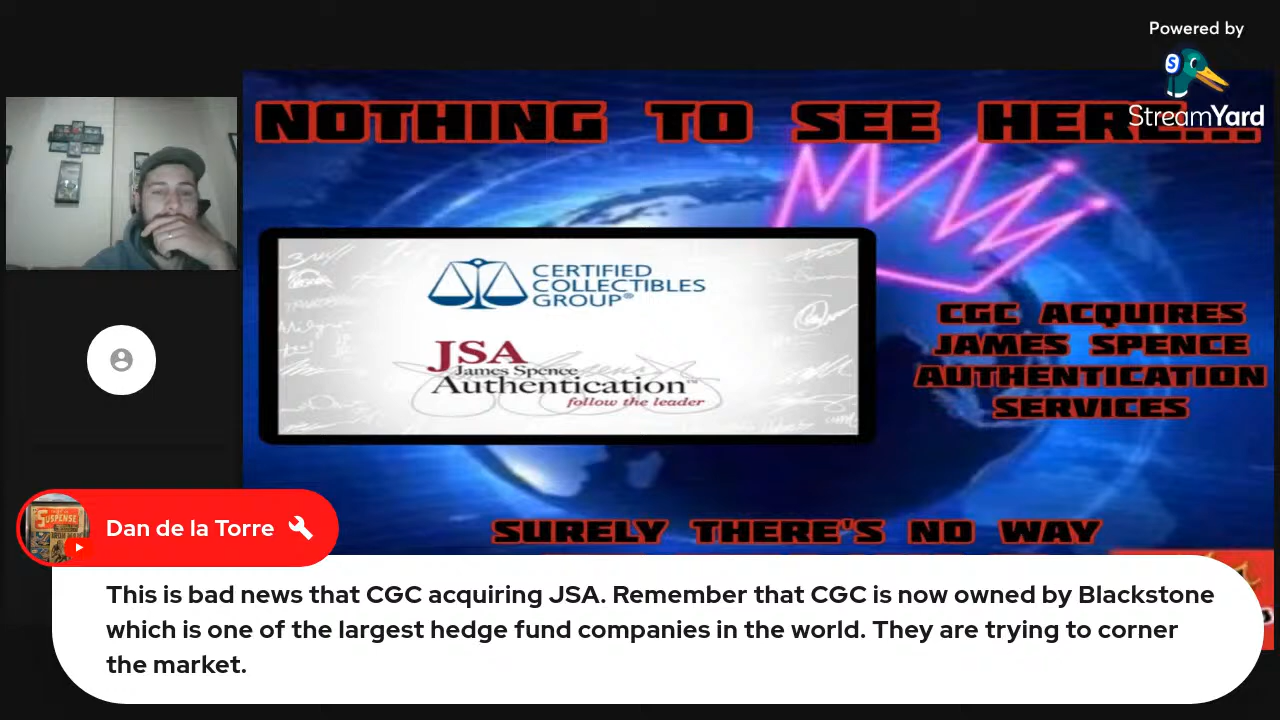 Powered by
StreamYard
NOTHING TO SEE HERE...
CERTIFIED
COLLECTIBLES
GROUP®
JSA
James Spence
Authentication™
follow the leader
CGC ACQUIRES
JAMES SPENCE
AUTHENTICATION
SERVICES
SURELY THERE'S NO WAY
Dan de la Torre
This is bad news that CGC acquiring JSA. Remember that CGC is now owned by Blackstone
which is one of the largest hedge fund companies in the world. They are trying to corner
the market.